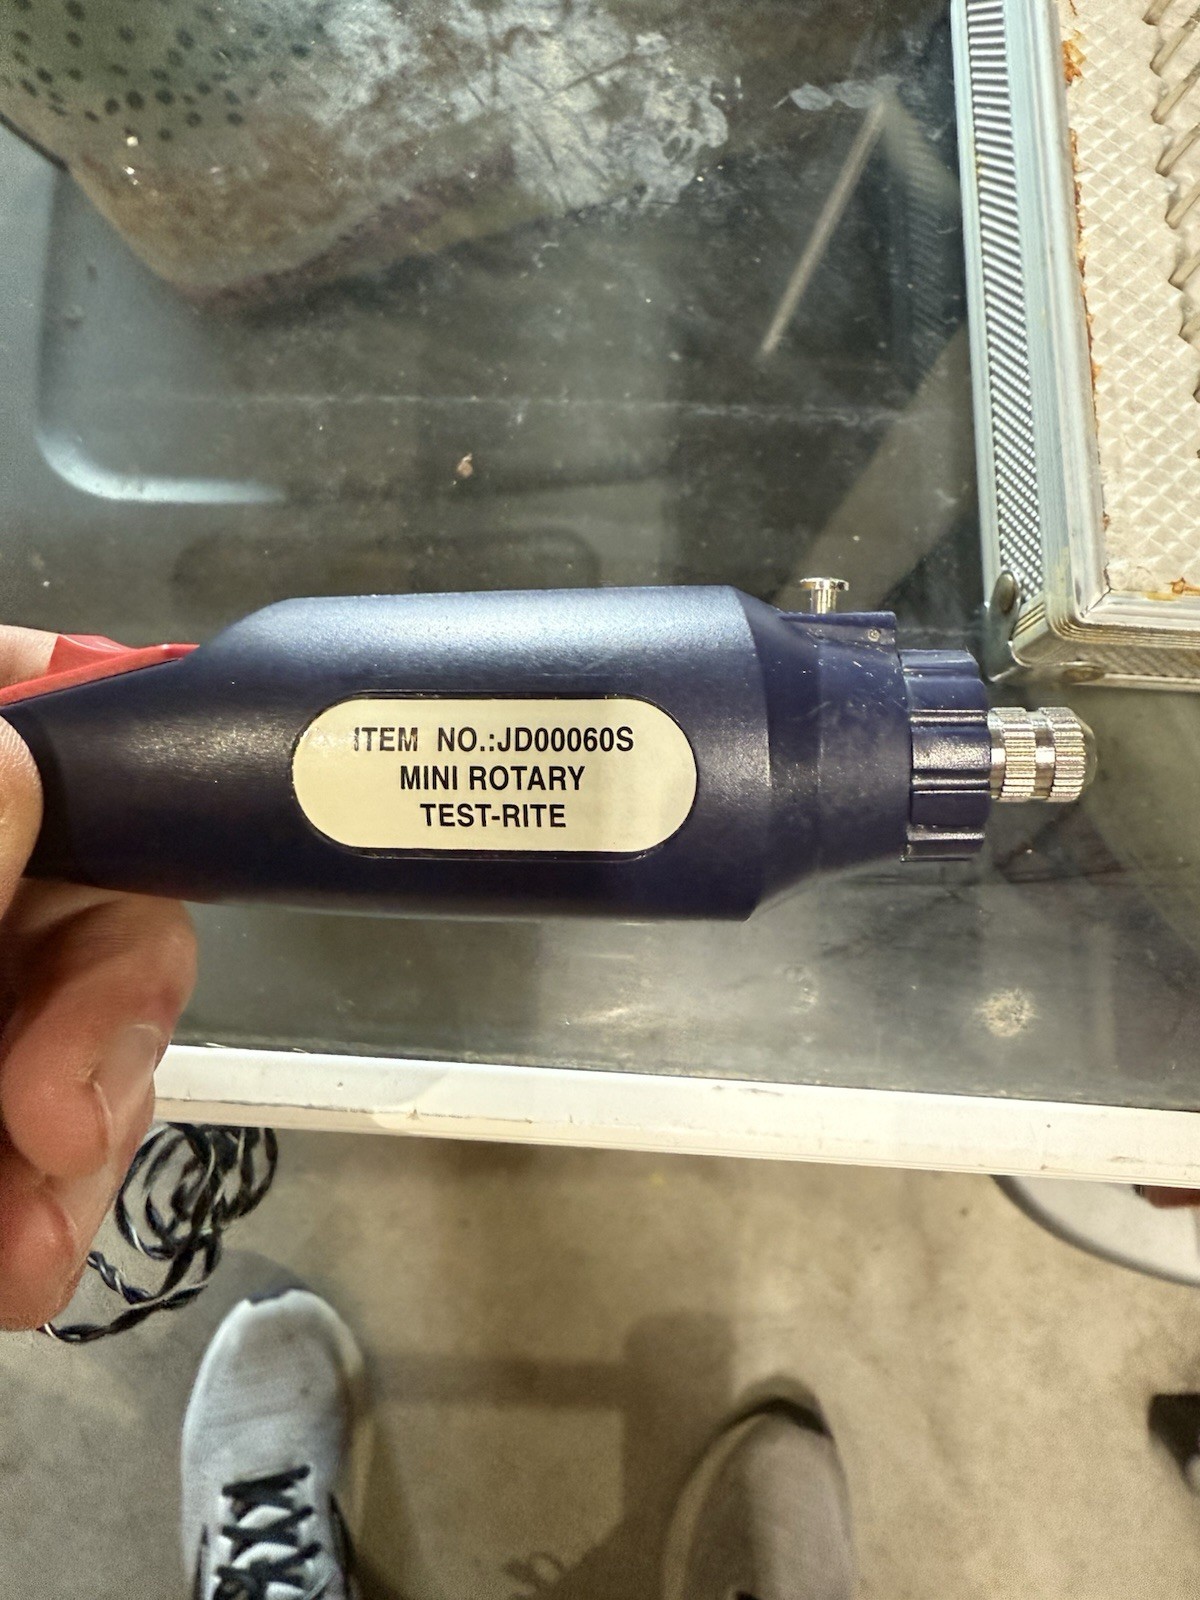 ITEM NO.:JD00060S
MINI ROTARY
TEST-RITE